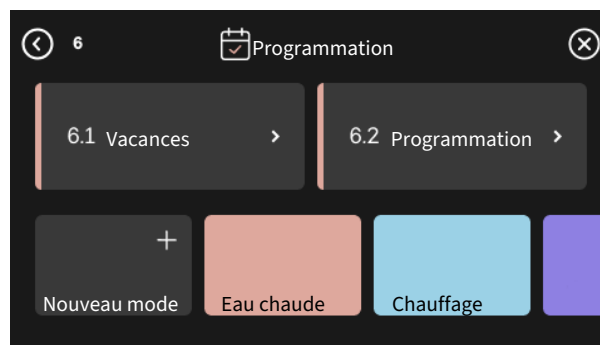 6 Programmation
6.1 Vacances
6.2 Programmation
Nouveau mode
Eau chaude
Chauffage